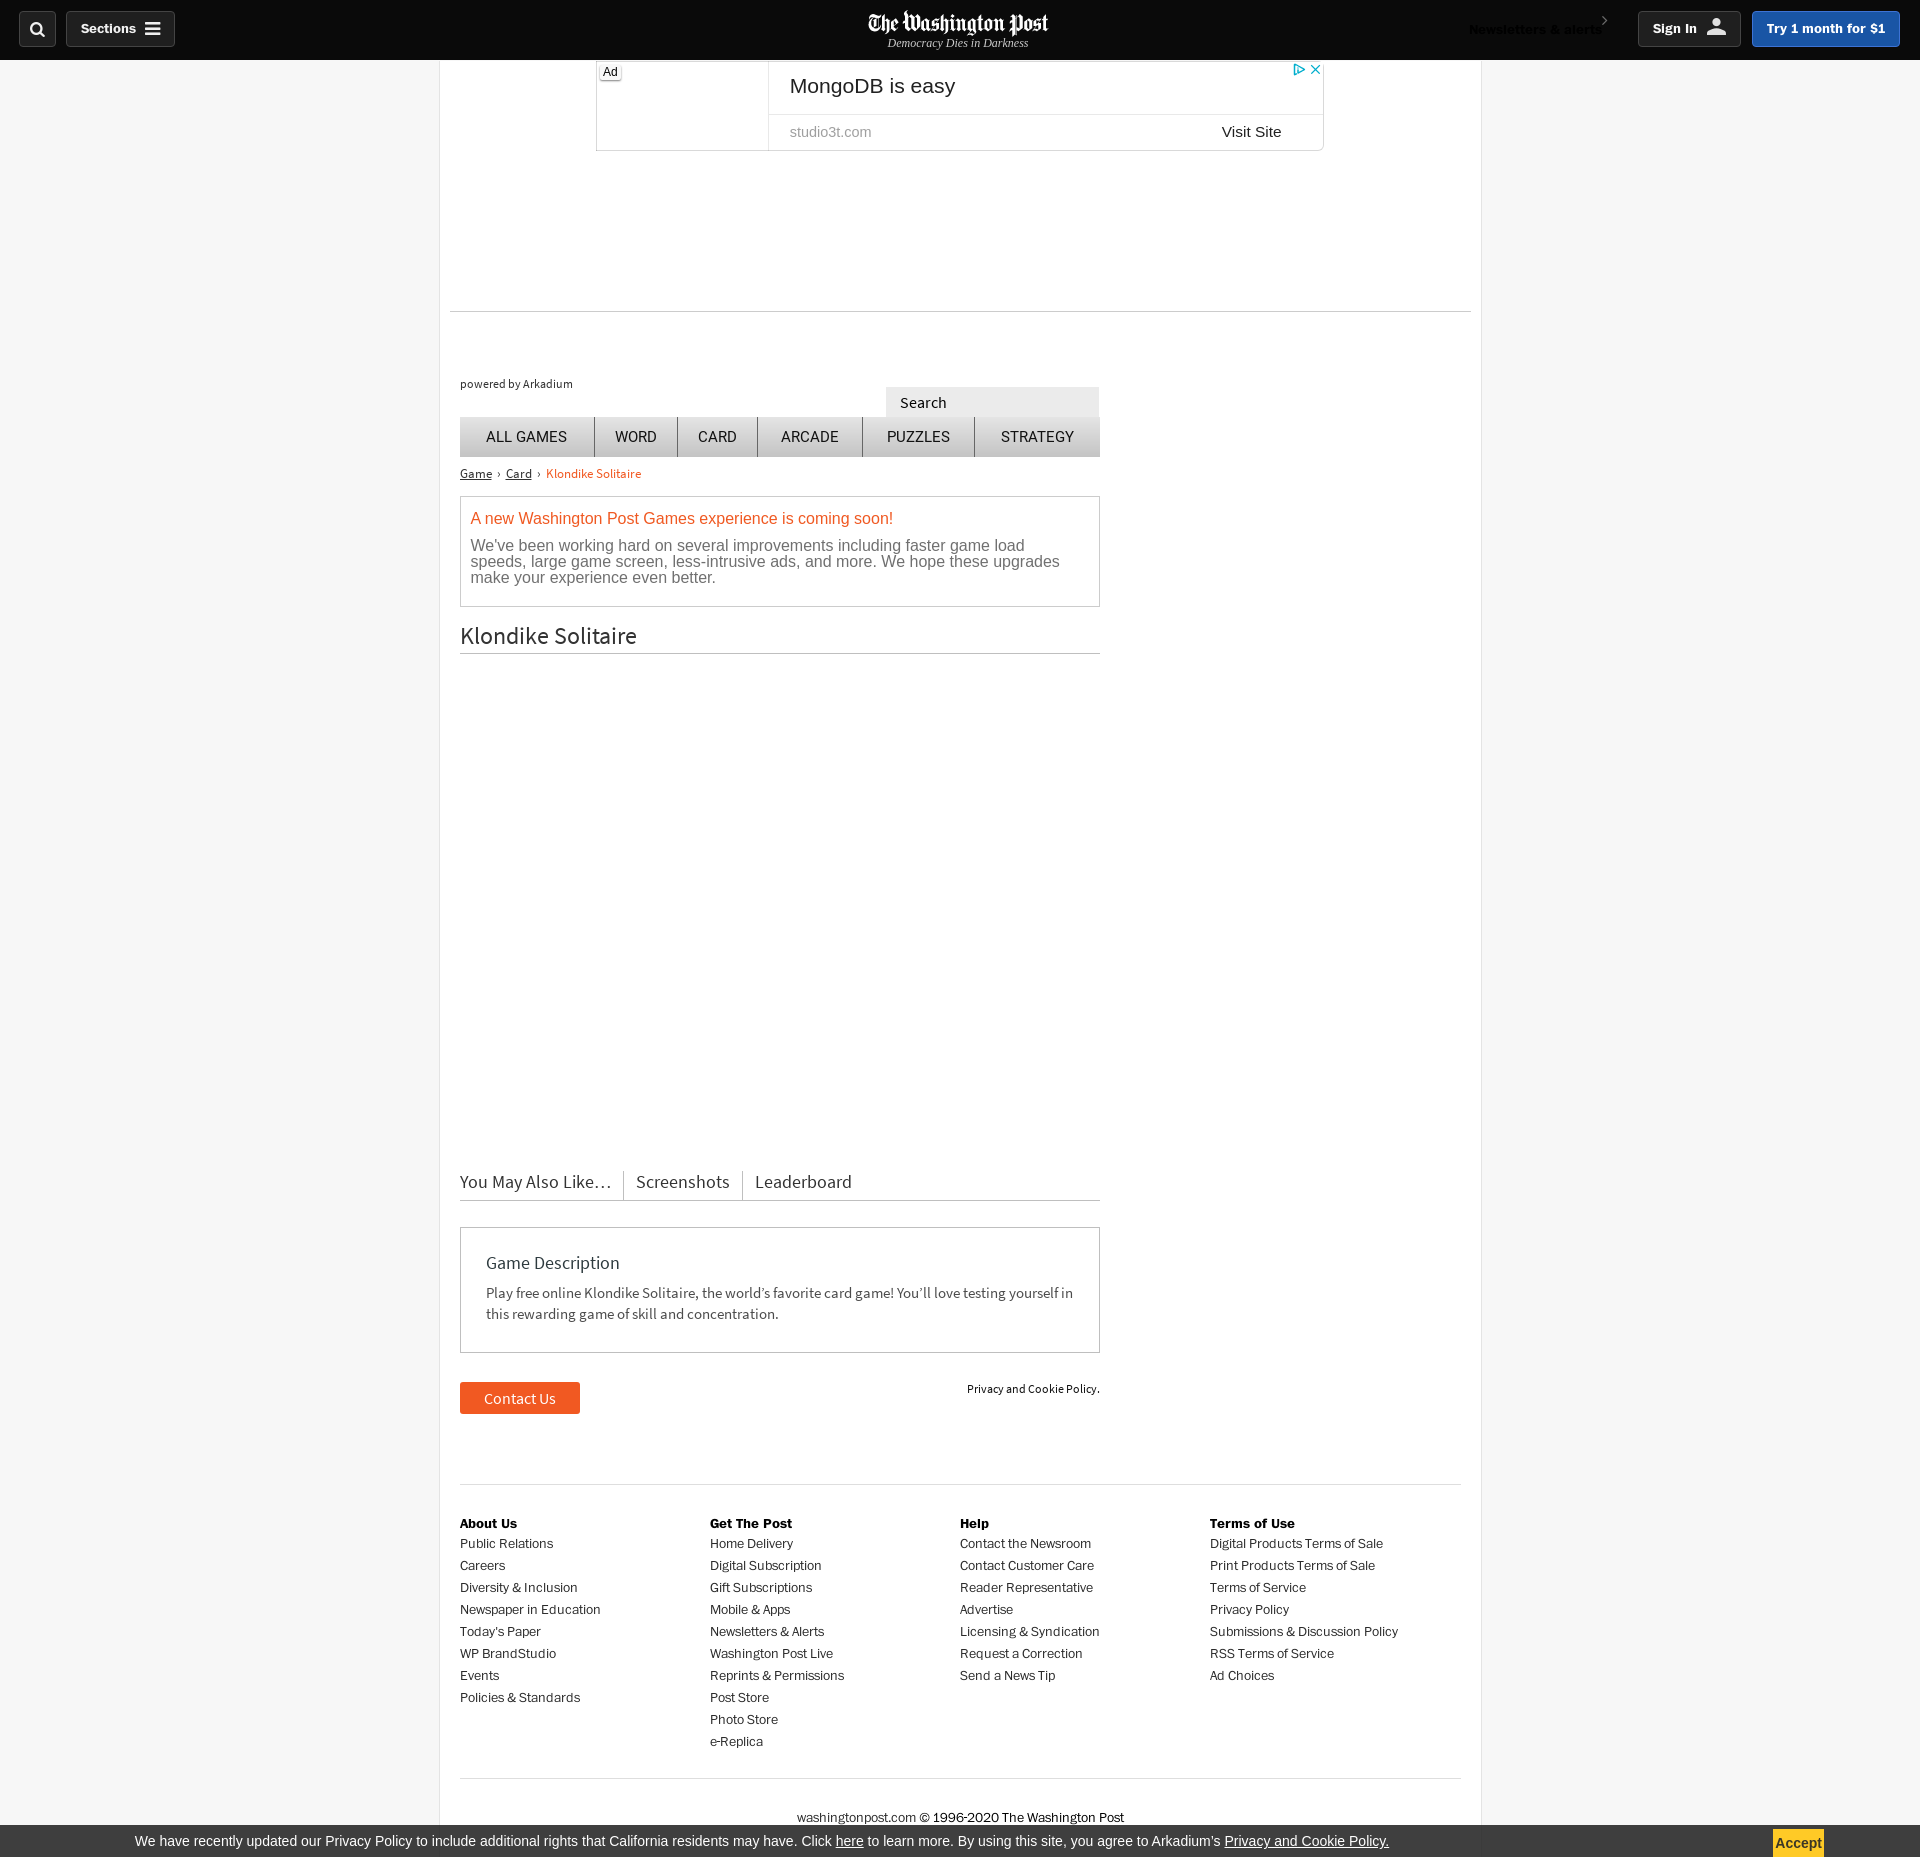 Sections
The Washington Post
Democracy Dies in Darkness
Newsletters & alerts
Sign In
Try 1 month for $1
Ad
MongoDB is easy
studio3t.com
Visit Site
powered by Arkadium
Search
ALL GAMES
WORD
CARD
ARCADE
PUZZLES
STRATEGY
Game › Card › Klondike Solitaire
A new Washington Post Games experience is coming soon!
We've been working hard on several improvements including faster game load
speeds, large game screen, less-intrusive ads, and more. We hope these upgrades
make your experience even better.
Klondike Solitaire
You May Also Like…
Screenshots
Leaderboard
Game Description
Play free online Klondike Solitaire, the world’s favorite card game! You’ll love testing yourself in
this rewarding game of skill and concentration.
Contact Us
Privacy and Cookie Policy.
About Us
Public Relations
Careers
Diversity & Inclusion
Newspaper in Education
Today's Paper
WP BrandStudio
Events
Policies & Standards
Get The Post
Home Delivery
Digital Subscription
Gift Subscriptions
Mobile & Apps
Newsletters & Alerts
Washington Post Live
Reprints & Permissions
Post Store
Photo Store
e-Replica
Help
Contact the Newsroom
Contact Customer Care
Reader Representative
Advertise
Licensing & Syndication
Request a Correction
Send a News Tip
Terms of Use
Digital Products Terms of Sale
Print Products Terms of Sale
Terms of Service
Privacy Policy
Submissions & Discussion Policy
RSS Terms of Service
Ad Choices
washingtonpost.com © 1996-2020 The Washington Post
We have recently updated our Privacy Policy to include additional rights that California residents may have. Click here to learn more. By using this site, you agree to Arkadium’s Privacy and Cookie Policy.
Accept